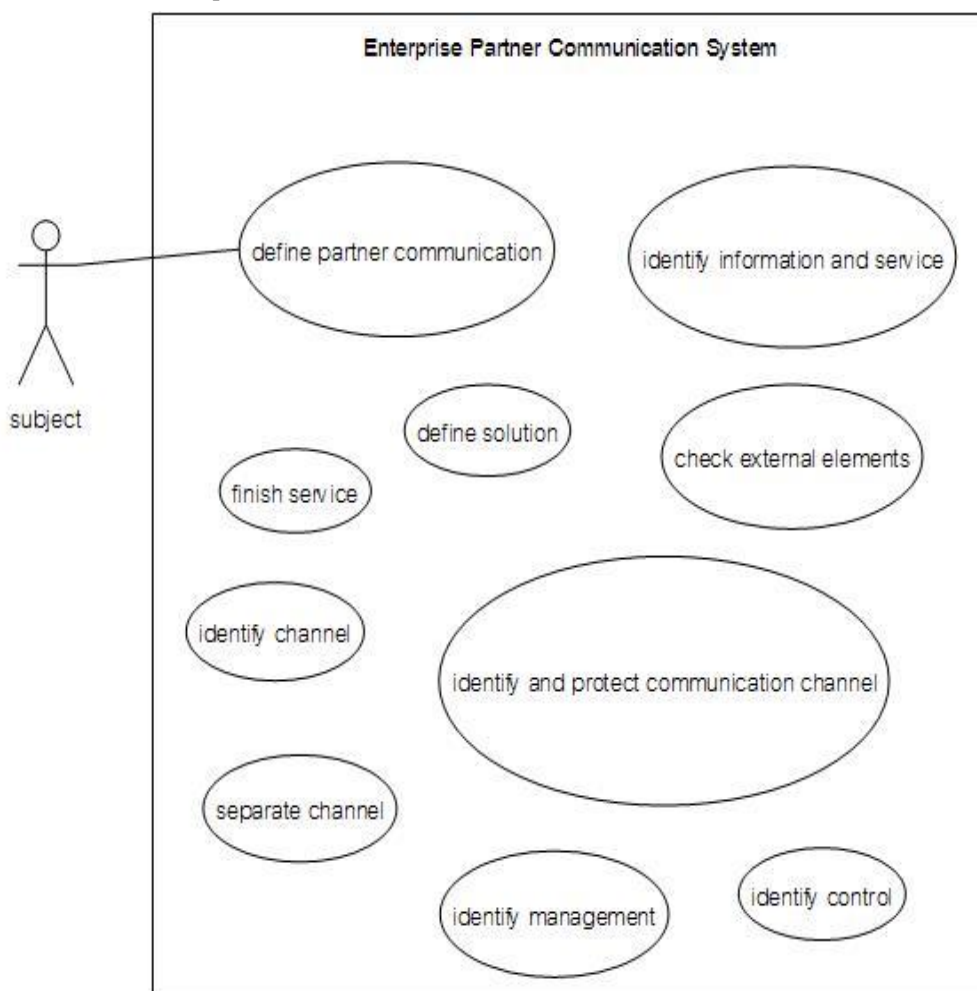 Enterprise Partner Communication System
define partner communication
identify information and service
subject
define solution
check external elements
finish service
identify channel
identify and protect communication channel
separate channel
identify management
identify control